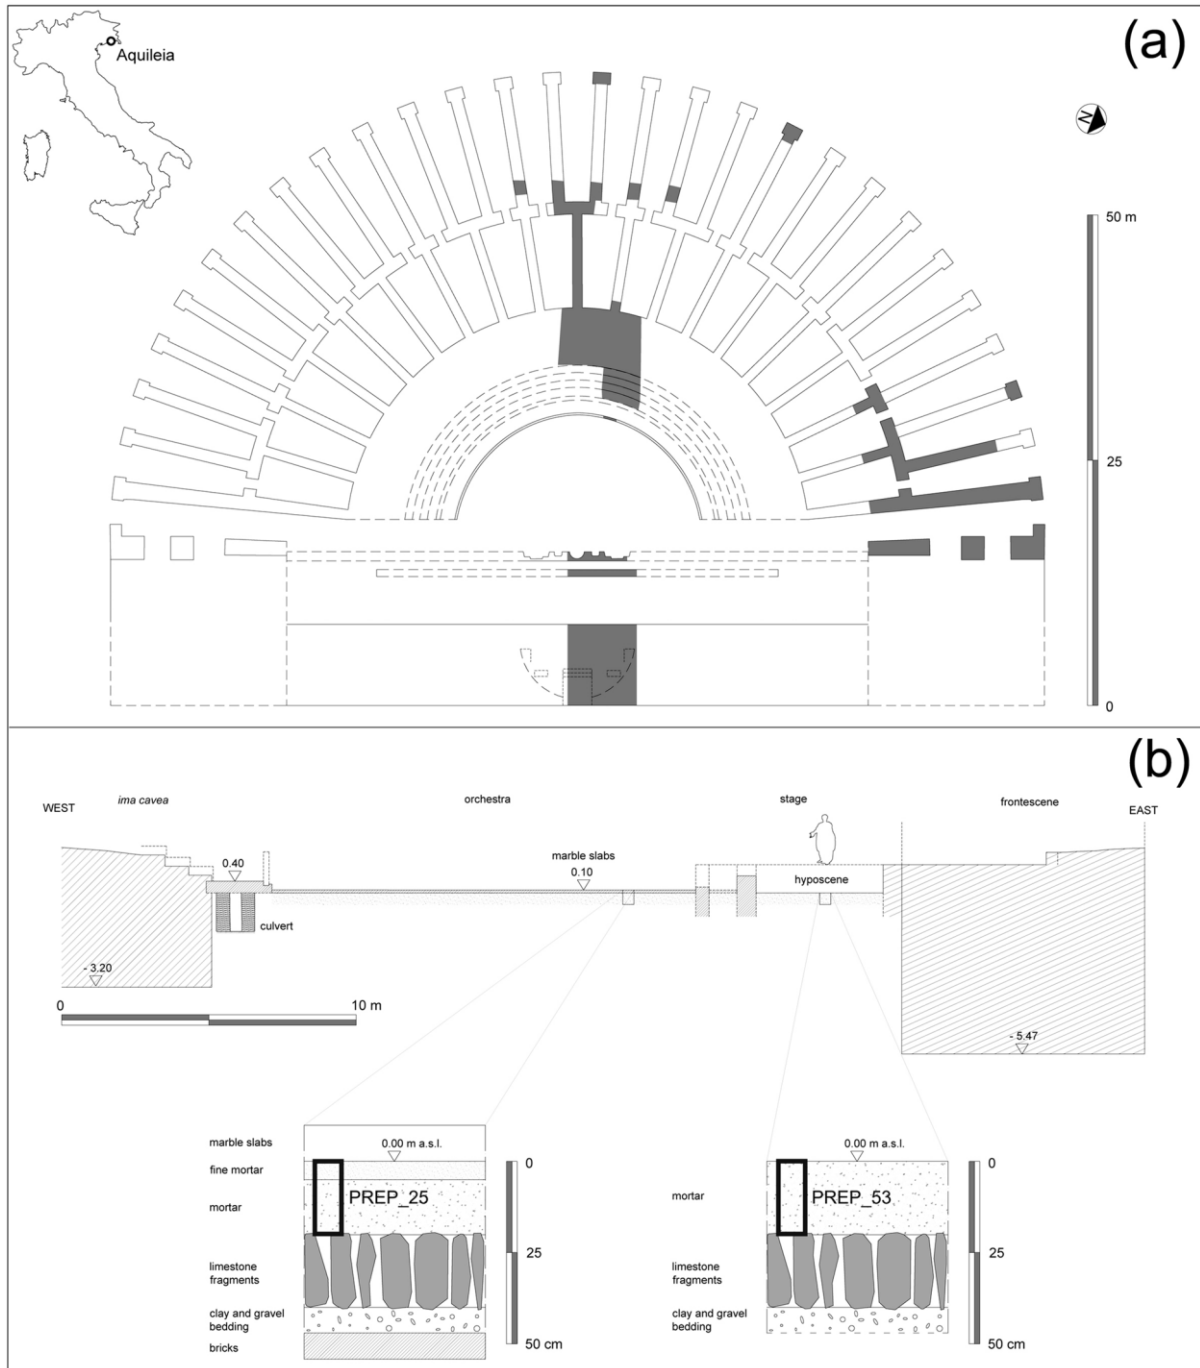 (a)
Aquileia
N
50 m
25
0
(b)
WEST
ima cavea
orchestra
stage
frontescene
EAST
0.40
marble slabs
0.10
hyposcene
culvert
- 3.20
0
10 m
- 5.47
marble slabs
0.00 m a.s.l.
fine mortar
0
PREP_25
mortar
25
limestone
fragments
clay and gravel
bedding
bricks
50 cm
0.00 m a.s.l.
0
mortar
PREP_53
25
limestone
fragments
clay and gravel
bedding
50 cm